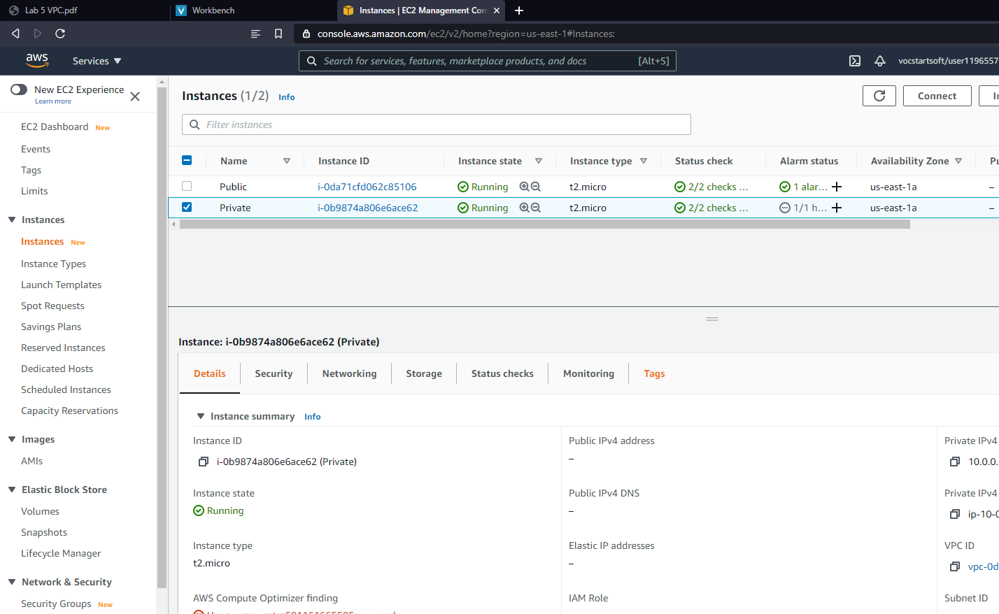 Lab 5 VPC.pdf
Workbench
Instances | EC2 Management Con
console.aws.amazon.com/ec2/v2/home?region=us-east-1#Instances:
aws
Services
Search for services, features, marketplace products, and docs
[Alt+S]
vocstartsoft/user1196557
New EC2 Experience
Learn more
EC2 Dashboard New
Events
Tags
Limits
Instances
Instances New
Instance Types
Launch Templates
Spot Requests
Savings Plans
Reserved Instances
Dedicated Hosts
Scheduled Instances
Capacity Reservations
Images
AMIs
Elastic Block Store
Volumes
Snapshots
Lifecycle Manager
Network & Security
Security Groups New
Instances (1/2) Info
Connect
Filter instances
Name Instance ID Instance state Instance type Status check Alarm status Availability Zone Pu
Public i-0da71cfd062c85106 Running t2.micro 2/2 checks ... 1 alar... + us-east-1a –
Private i-0b9874a806e6ace62 Running t2.micro 2/2 checks ... 1/1 h... + us-east-1a –
Instance: i-0b9874a806e6ace62 (Private)
Details Security Networking Storage Status checks Monitoring Tags
Instance summary Info
Instance ID
i-0b9874a806e6ace62 (Private)
Public IPv4 address
–
Private IPv4
10.0.0.
Instance state
Running
Public IPv4 DNS
–
Private IPv4
ip-10-0
Instance type
t2.micro
Elastic IP addresses
–
VPC ID
vpc-0d
AWS Compute Optimizer finding
IAM Role
Subnet ID